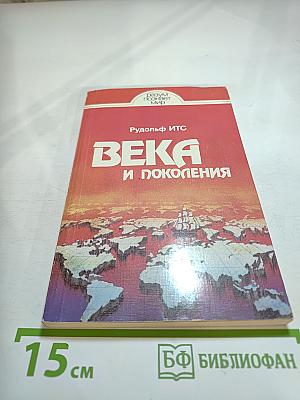 разум
познает
мир
Рудольф ИТС
ВЕКА
И ПОКОЛЕНИЯ
15 см
БФ БИБЛИОФАН